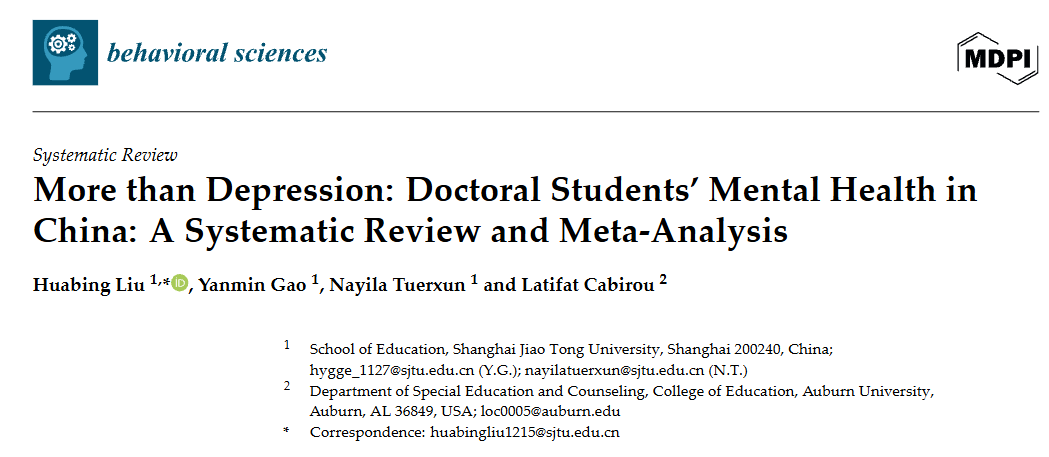 behavioral sciences
MDPI
Systematic Review
More than Depression: Doctoral Students’ Mental Health in
China: A Systematic Review and Meta-Analysis
Huabing Liu 1,* iD, Yanmin Gao 1, Nayila Tuerxun 1 and Latifat Cabirou 2
1 School of Education, Shanghai Jiao Tong University, Shanghai 200240, China;
hygge_1127@sjtu.edu.cn (Y.G.); nayilatuerxun@sjtu.edu.cn (N.T.)
2 Department of Special Education and Counseling, College of Education, Auburn University,
Auburn, AL 36849, USA; loc0005@auburn.edu
* Correspondence: huabingliu1215@sjtu.edu.cn